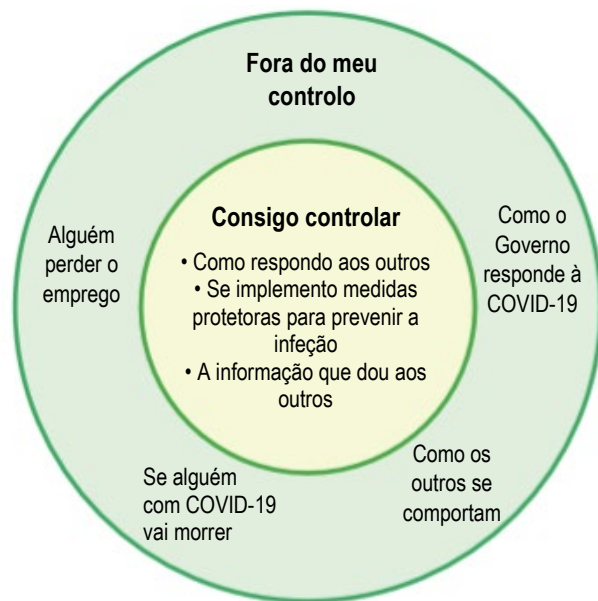 Fora do meu
controlo
Alguém
perder o
emprego
Consigo controlar
• Como respondo aos outros
• Se implemento medidas
protetoras para prevenir a
infeção
• A informação que dou aos
outros
Como o
Governo
responde à
COVID-19
Se alguém
com COVID-19
vai morrer
Como os
outros se
comportam